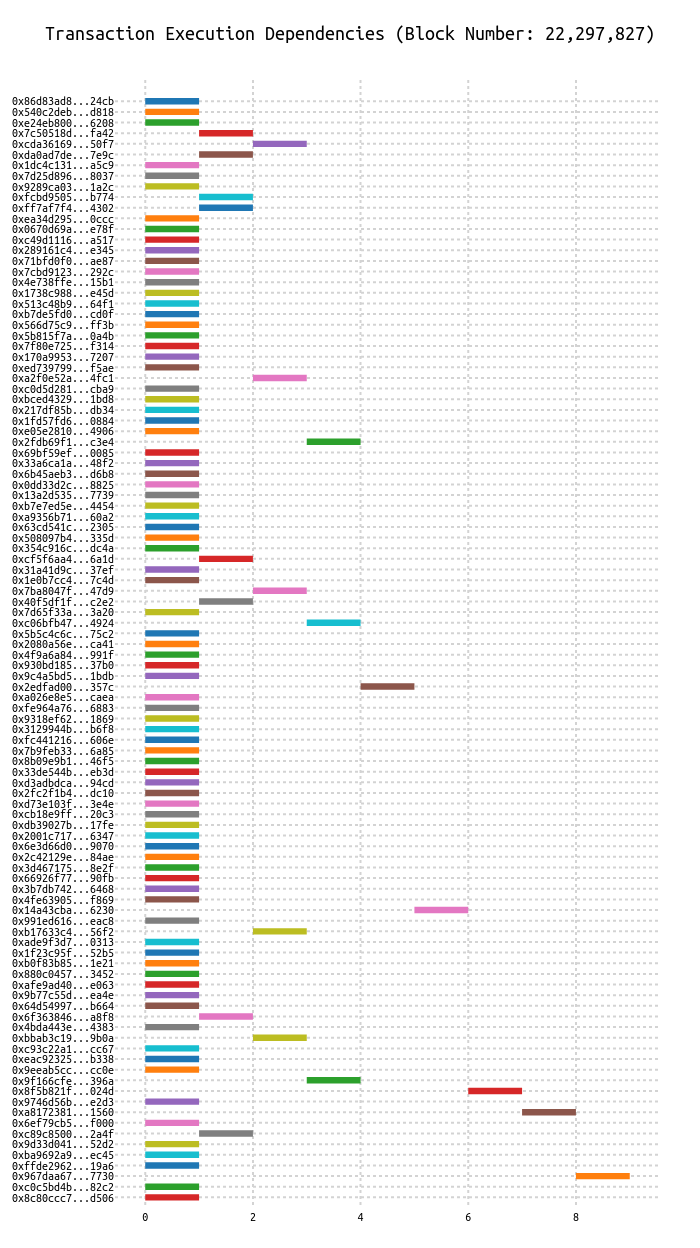 Transaction Execution Dependencies (Block Number: 22,297,827)
0x86d83ad8...24cb
0x540c2deb...d818
0xe24eb800...6208
0x7c50518d...fa42
0xcda36169...50f7
0xda0ad7de...7e9c
0x1dc4c131...a5c9
0x7d25d896...8037
0x9289ca03...1a2c
0xfcbd9505...b774
0xff7af7f4...4302
0xea34d295...0ccc
0x0670d69a...e78f
0xc49d1116...a517
0x289161c4...e345
0x71bfd0f0...ae87
0x7cbd9123...292c
0x4e738ffe...15b1
0x1738c988...e45d
0x513c48b9...64f1
0xb7de5fd0...cd0f
0x566d75c9...ff3b
0x5b815f7a...0a4b
0x7f80e725...f314
0x170a9953...7207
0xed739799...f5ae
0xa2f0e52a...4fc1
0xc0d5d281...cba9
0xbced4329...1bd8
0x217df85b...db34
0x1fd57fd6...0884
0xe05e2810...4906
0x2fdb69f1...c3e4
0x69bf59ef...0085
0x33a6ca1a...48f2
0x6b45aeb3...d6b8
0x0dd33d2c...8825
0x13a2d535...7739
0xb7e7ed5e...4454
0xa9356b71...60a2
0x63cd541c...2305
0x508097b4...335d
0x354c916c...dc4a
0xcf5f6aa4...6a1d
0x31a41d9c...37ef
0x1e0b7cc4...7c4d
0x7ba8047f...47d9
0x40f5df1f...c2e2
0x7d65f33a...3a20
0xc06bfb47...4924
0x5b5c4c6c...75c2
0x2080a56e...ca41
0x4f9a6a84...991f
0x930bd185...37b0
0x9c4a5bd5...1bdb
0x2edfad00...357c
0xa026e8e5...caea
0xfe964a76...6883
0x9318ef62...1869
0x3129944b...b6f8
0xfc441216...606e
0x7b9feb33...6a85
0x8b09e9b1...46f5
0x33de544b...eb3d
0xd3adbdca...94cd
0x2fc2f1b4...dc10
0xd73e103f...3e4e
0xcb18e9ff...20c3
0xdb39027b...17fe
0x2001c717...6347
0x6e3d66d0...9070
0x2c42129e...84ae
0x3d467175...8e2f
0x66926f77...90fb
0x3b7db742...6468
0x4fe63905...f869
0x14a43cba...6230
0x991ed616...eac8
0xb17633c4...56f2
0xade9f3d7...0313
0x1f23c95f...52b5
0xb0f83b85...1e21
0x880c0457...3452
0xafe9ad40...e063
0x9b77c55d...ea4e
0x64d54997...b664
0x6f363846...a8f8
0x4bda443e...4383
0xbbab3c19...9b0a
0xc93c22a1...cc67
0xeac92325...b338
0x9eeab5cc...cc0e
0x9f166cfe...396a
0x8f5b821f...024d
0x9746d56b...e2d3
0xa8172381...1560
0x6ef79cb5...f000
0xc89c8500...2a4f
0x9d33d041...52d2
0xba9692a9...ec45
0xffde2962...19a6
0x967daa67...7730
0xc0c5bd4b...82c2
0x8c80ccc7...d506
0 2 4 6 8